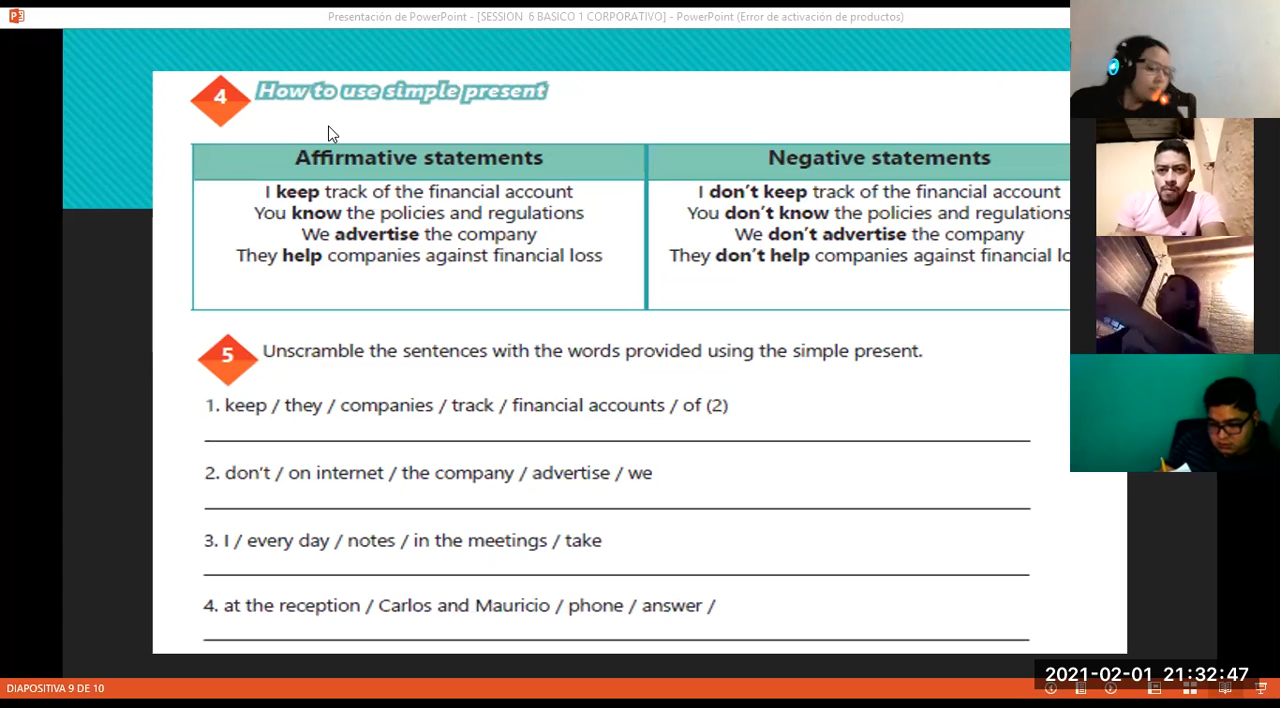 Presentación de PowerPoint - [SESSION 6 BASICO 1 CORPORATIVO] - PowerPoint (Error de activación de productos)
4
How to use simple present
Affirmative statements
I keep track of the financial account
You know the policies and regulations
We advertise the company
They help companies against financial loss
Negative statements
I don't keep track of the financial account
You don't know the policies and regulations
We don't advertise the company
They don't help companies against financial lo
5
Unscramble the sentences with the words provided using the simple present.
1. keep / they / companies / track / financial accounts / of (2)
2. don't / on internet / the company / advertise / we
3. I / every day / notes / in the meetings / take
4. at the reception / Carlos and Mauricio / phone / answer /
2021-02-01 21:32:47
DIAPOSITIVA 9 DE 10